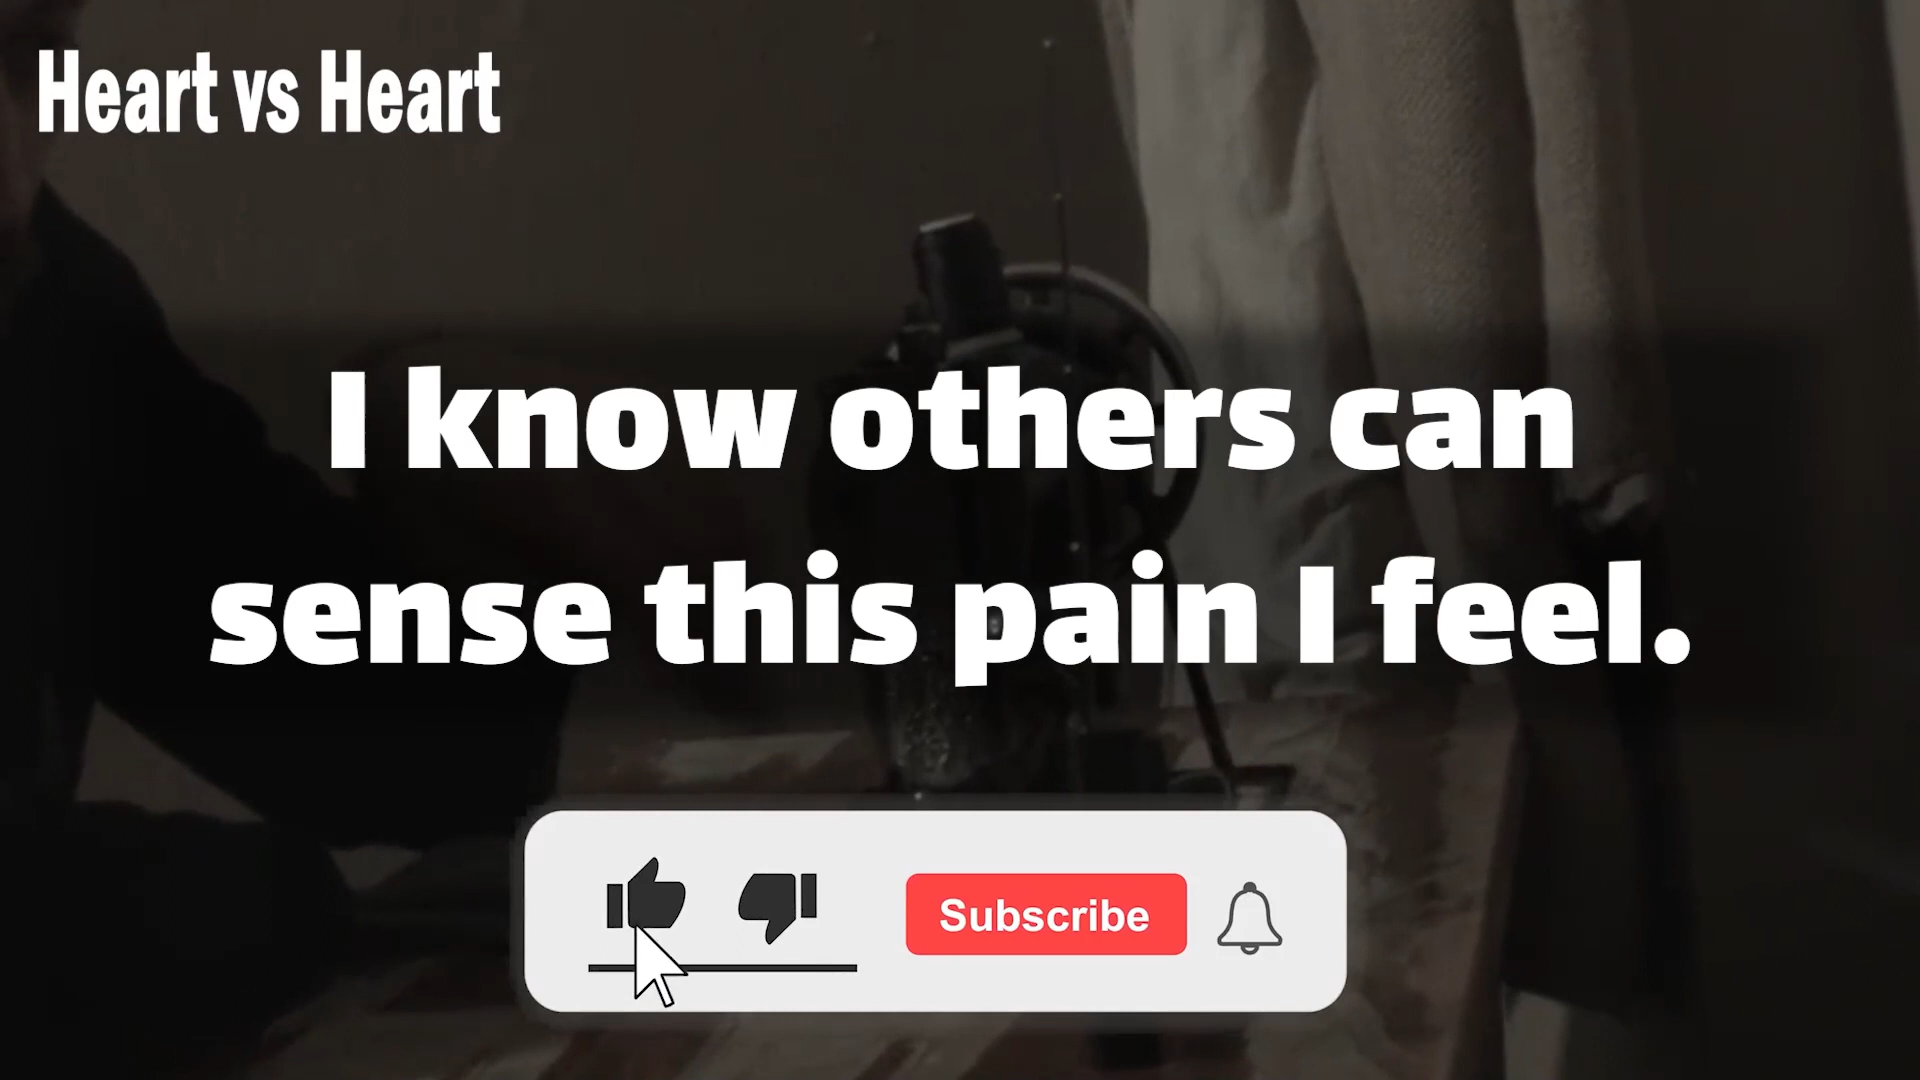 Heart vs Heart
I know others can
sense this pain I feel.
Subscribe